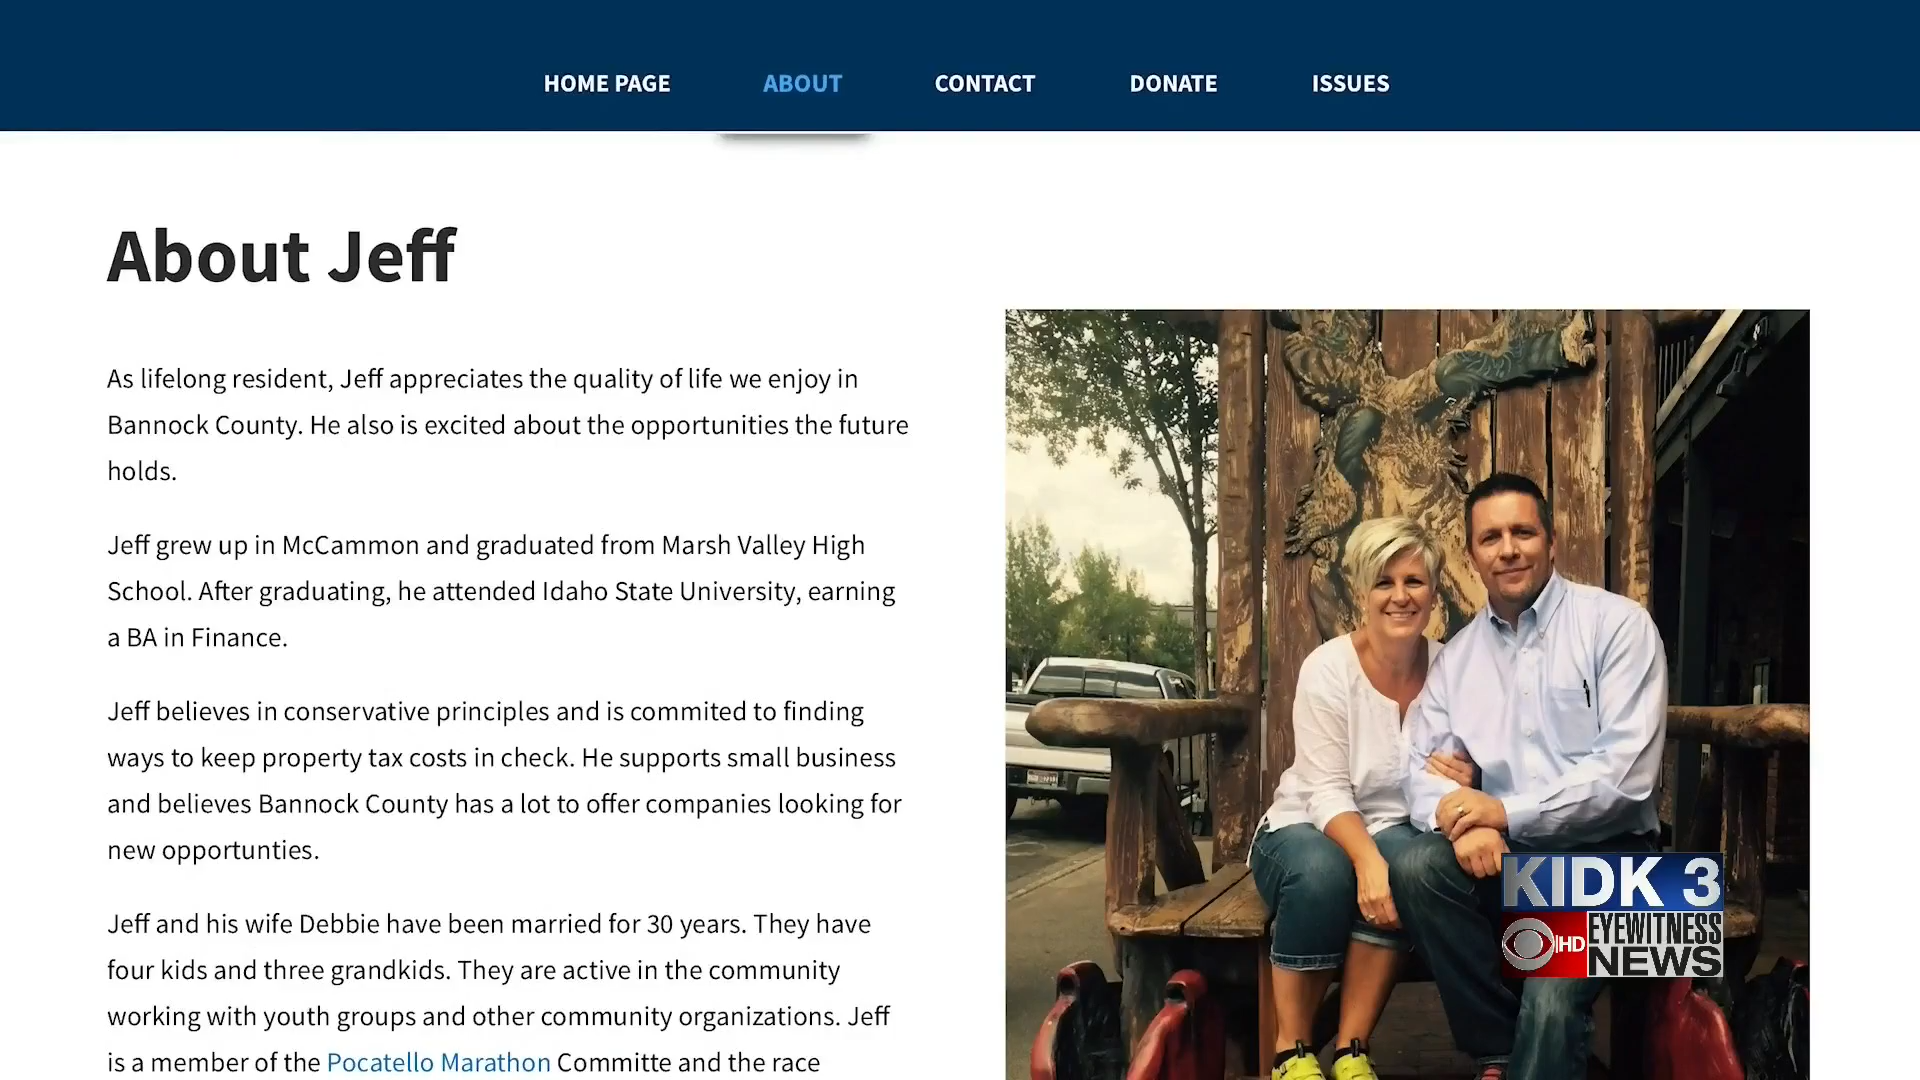 HOME PAGE ABOUT CONTACT DONATE ISSUES
About Jeff
As lifelong resident, Jeff appreciates the quality of life we enjoy in
Bannock County. He also is excited about the opportunities the future
holds.
Jeff grew up in McCammon and graduated from Marsh Valley High
School. After graduating, he attended Idaho State University, earning
a BA in Finance.
Jeff believes in conservative principles and is commited to finding
ways to keep property tax costs in check. He supports small business
and believes Bannock County has a lot to offer companies looking for
new opportunties.
Jeff and his wife Debbie have been married for 30 years. They have
four kids and three grandkids. They are active in the community
working with youth groups and other community organizations. Jeff
is a member of the Pocatello Marathon Committe and the race
KIDK 3
HD EYEWITNESS
NEWS